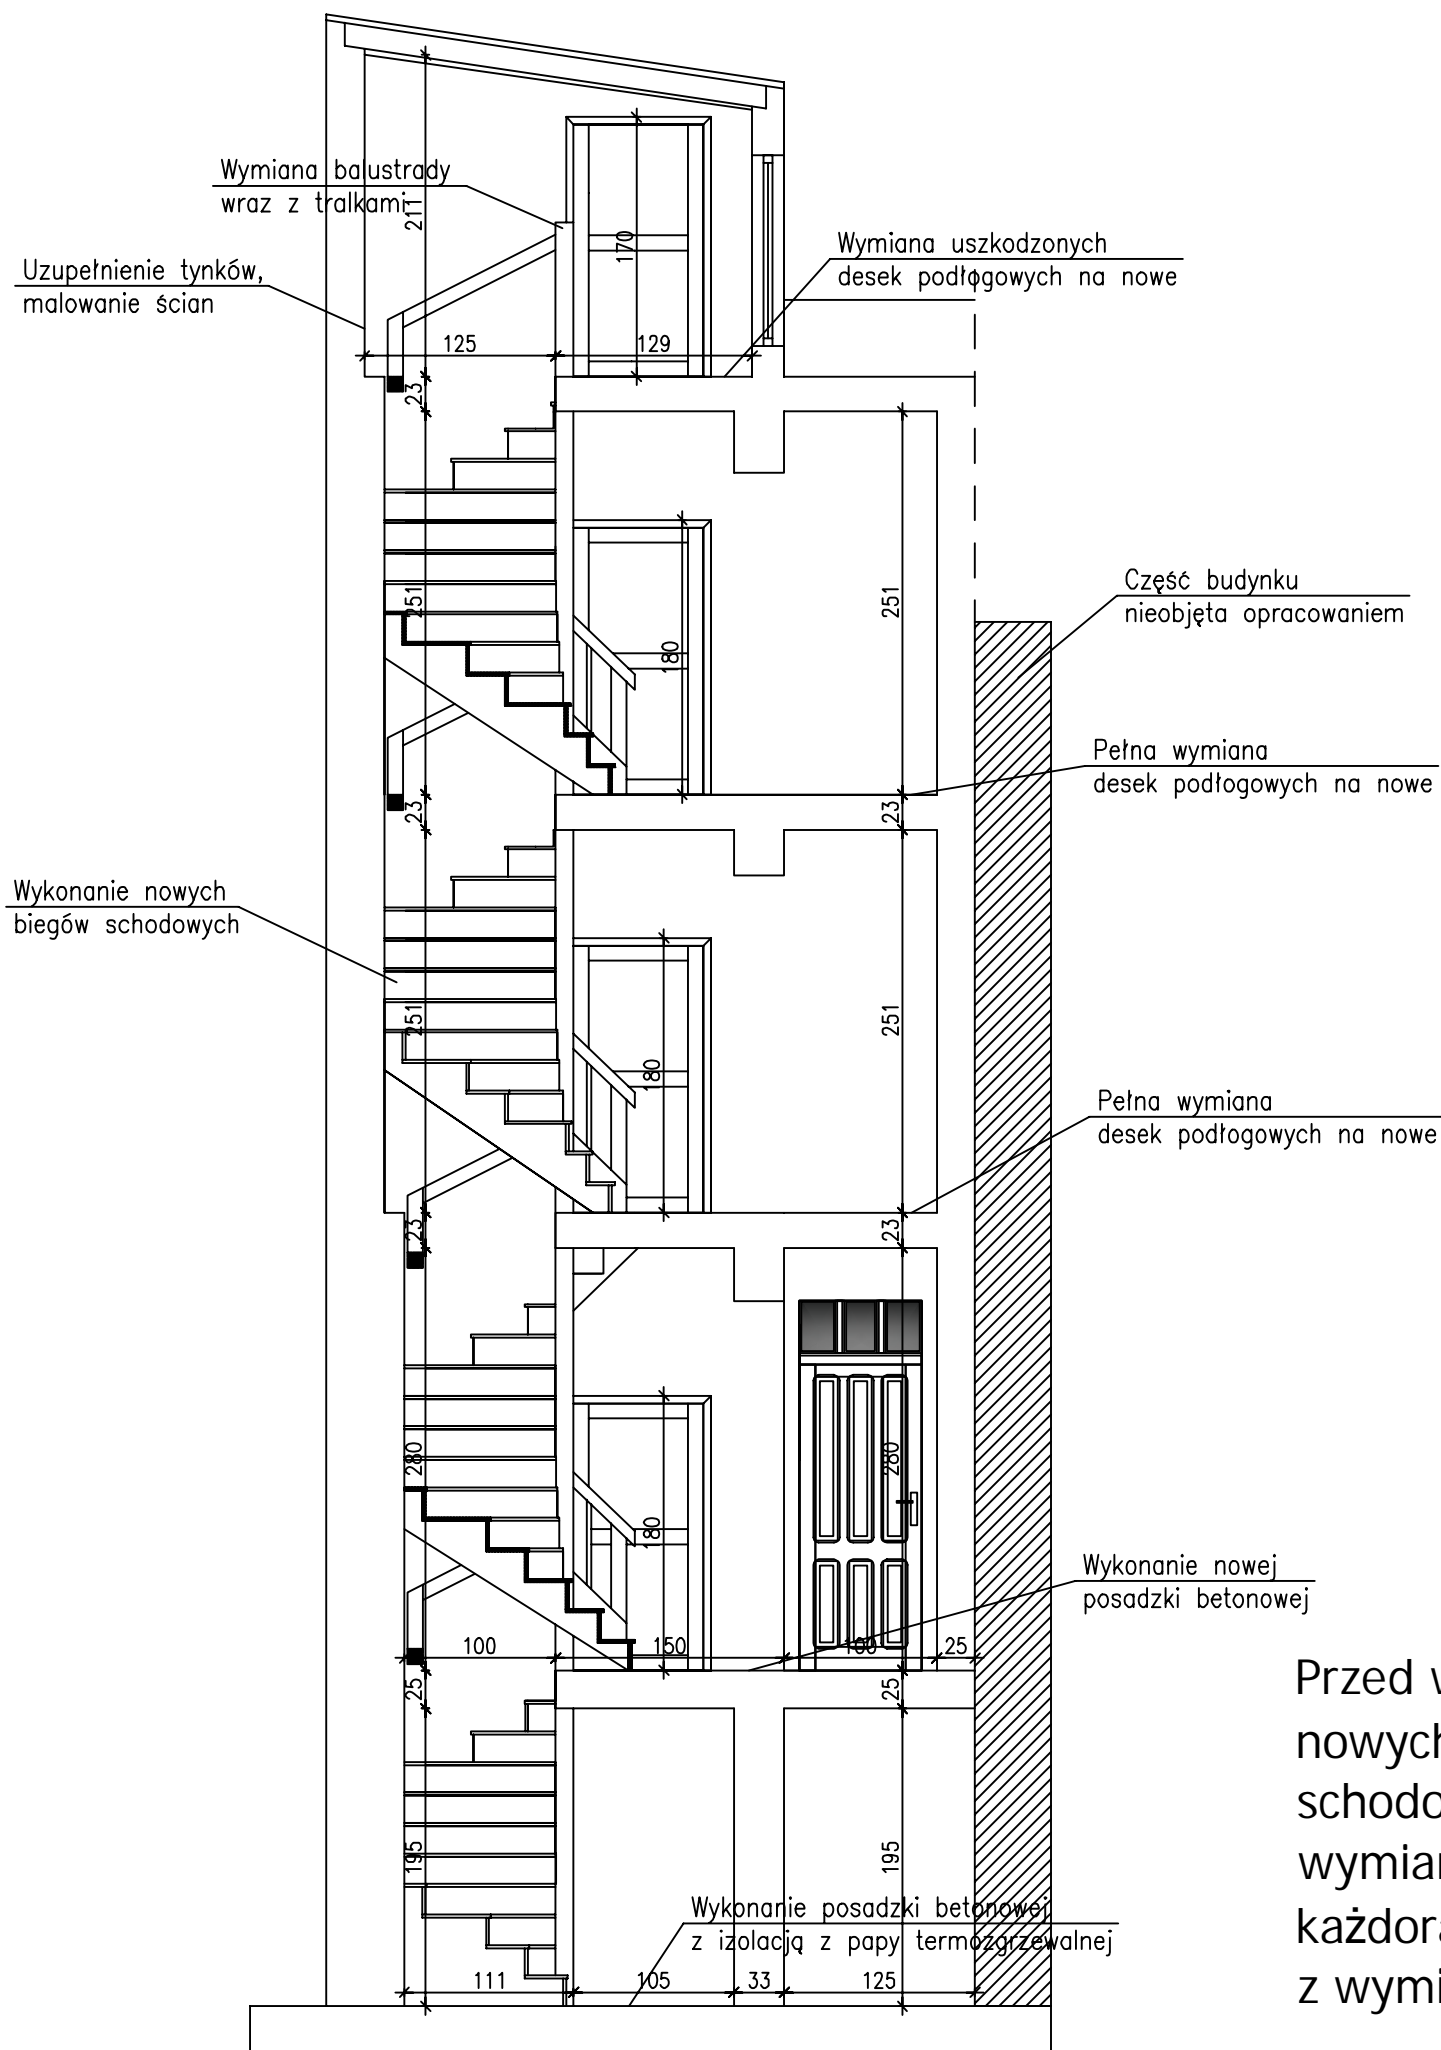 Wymiana balustrady
wraz z tralkami
211
170
Wymiana uszkodzonych
desek podłogowych na nowe
Uzupełnienie tynków,
malowanie ścian
125
129
23
251
180
251
Część budynku
nieobjęta opracowaniem
Pełna wymiana
desek podłogowych na nowe
23
23
Wykonanie nowych
biegów schodowych
251
180
251
Pełna wymiana
desek podłogowych na nowe
23
23
280
180
280
Wykonanie nowej
posadzki betonowej
100
150
100
25
25
25
Przed
nowych
195
195
Wykonanie posadzki betonowej
z izolacją z papy termozgrzewalnej
111
105
33
125
z